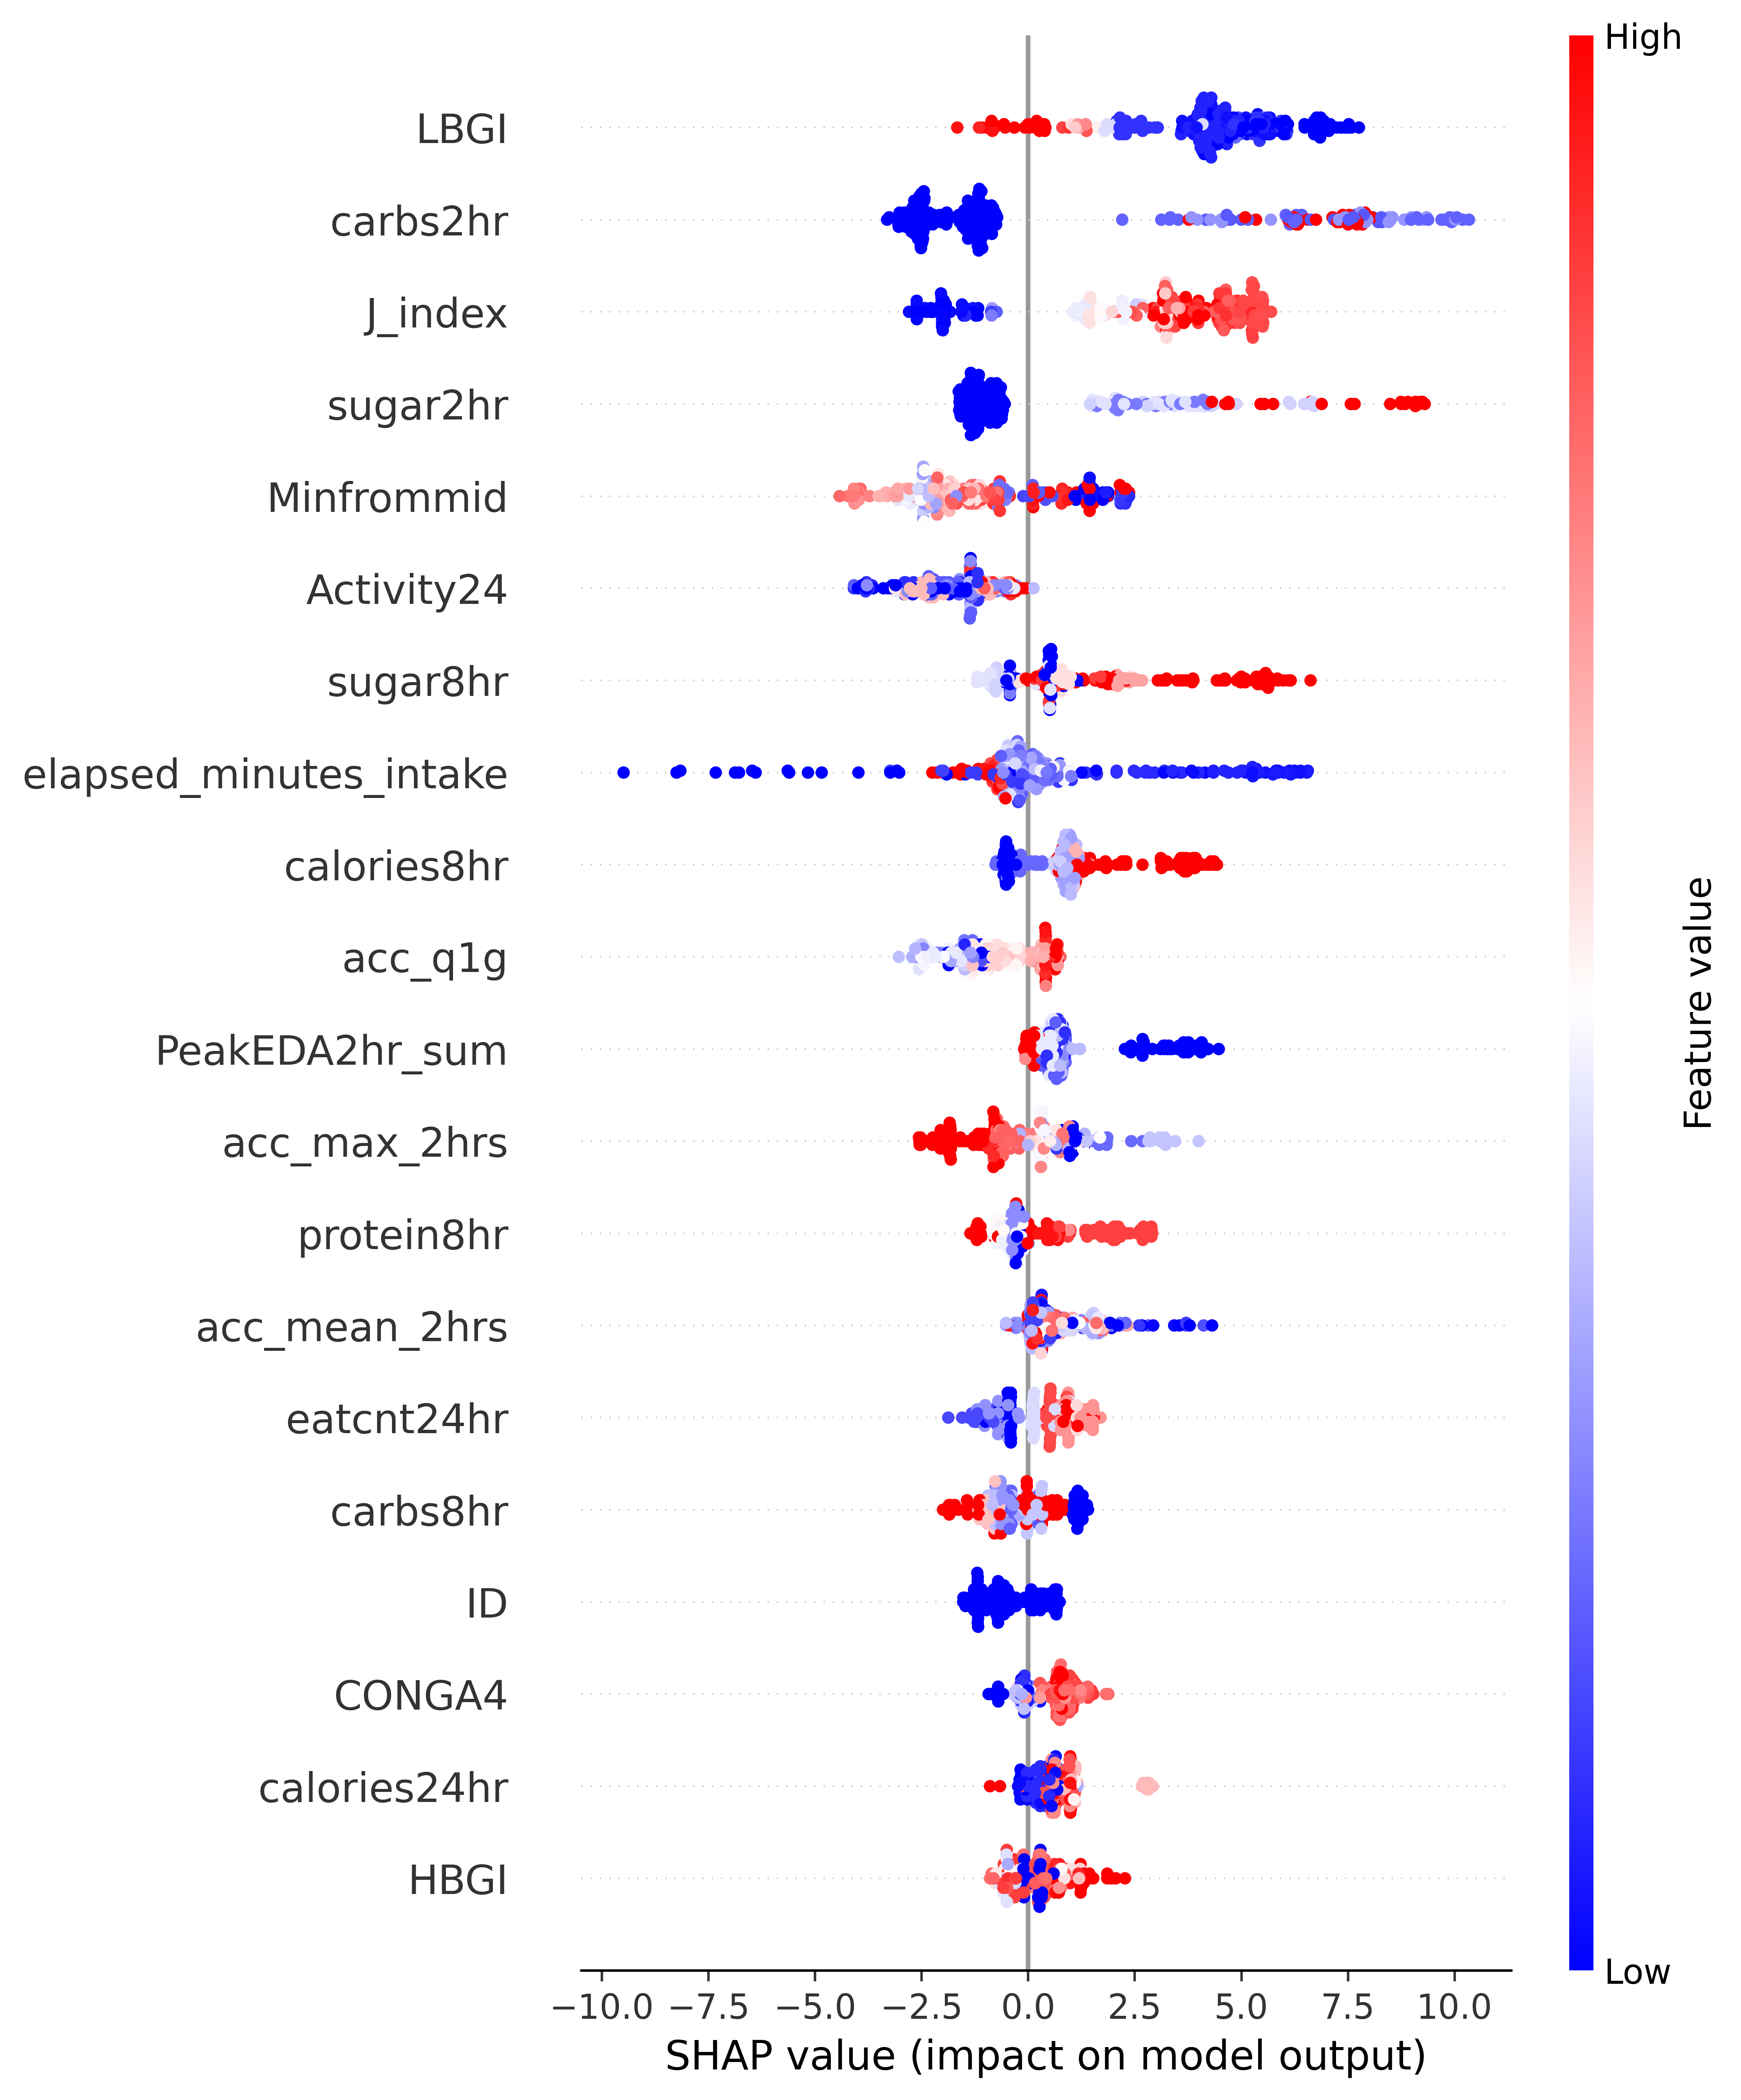 High
LBGI
carbs2hr
J_index
sugar2hr
Minfrommid
Activity24
sugar8hr
elapsed_minutes_intake
calories8hr
acc_q1g
PeakEDA2hr_sum
acc_max_2hrs
protein8hr
acc_mean_2hrs
eatcnt24hr
carbs8hr
ID
CONGA4
calories24hr
HBGI
Feature value
Low
−10.0 −7.5 −5.0 −2.5 0.0 2.5 5.0 7.5 10.0
SHAP value (impact on model output)